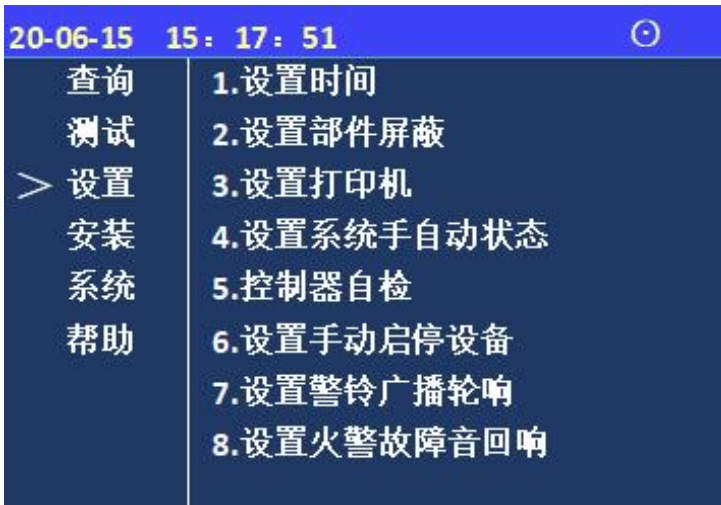 20-06-15 15：17：51
查询
测试
> 设置
安装
系统
帮助
1.设置时间
2.设置部件屏蔽
3.设置打印机
4.设置系统手自动状态
5.控制器自检
6.设置手动启停设备
7.设置警铃广播轮响
8.设置火警故障音回响